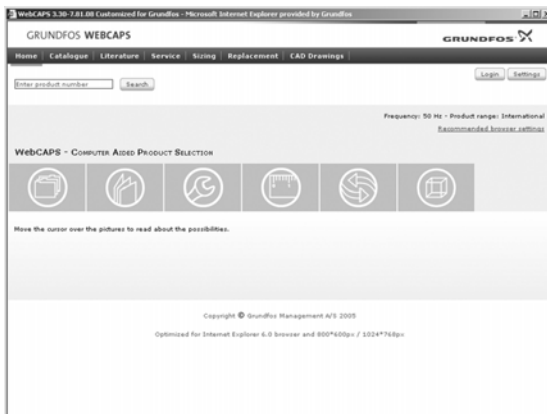 WebCAPS 3.30-7.81.08 Customized for Grundfos - Microsoft Internet Explorer provided by Grundfos
GRUNDFOS WEBCAPS
GRUNDFOS
Home Catalogue Literature Service Sizing Replacement CAD Drawings
Login Settings
Enter product number Search
Frequency: 50 Hz - Product range: International
Recommended browser settings
WebCAPS - Computer Aided Product Selection
Move the cursor over the pictures to read about the possibilities.
Copyright © Grundfos Management A/S 2005
Optimized for Internet Explorer 6.0 browser and 800*600px / 1024*768px